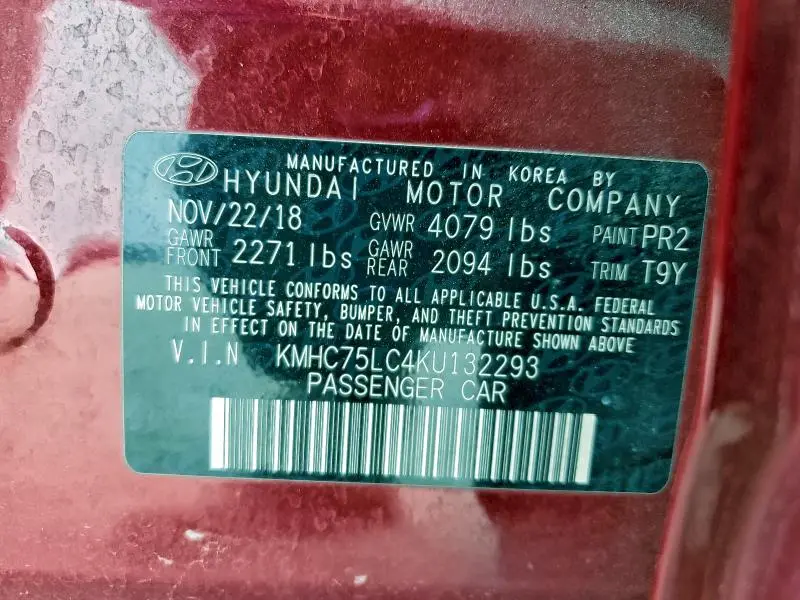 MANUFACTURED IN KOREA BY
HYUNDAI MOTOR COMPANY
NOV/22/18 GVWR 4079 lbs PAINT PR2
GAWR FRONT 2271 lbs GAWR REAR 2094 lbs TRIM T9Y
THIS VEHICLE CONFORMS TO ALL APPLICABLE U.S.A. FEDERAL
MOTOR VEHICLE SAFETY, BUMPER, AND THEFT PREVENTION STANDARDS
IN EFFECT ON THE DATE OF MANUFACTURE SHOWN ABOVE
V.I.N KMHC75LC4KU132293
PASSENGER CAR